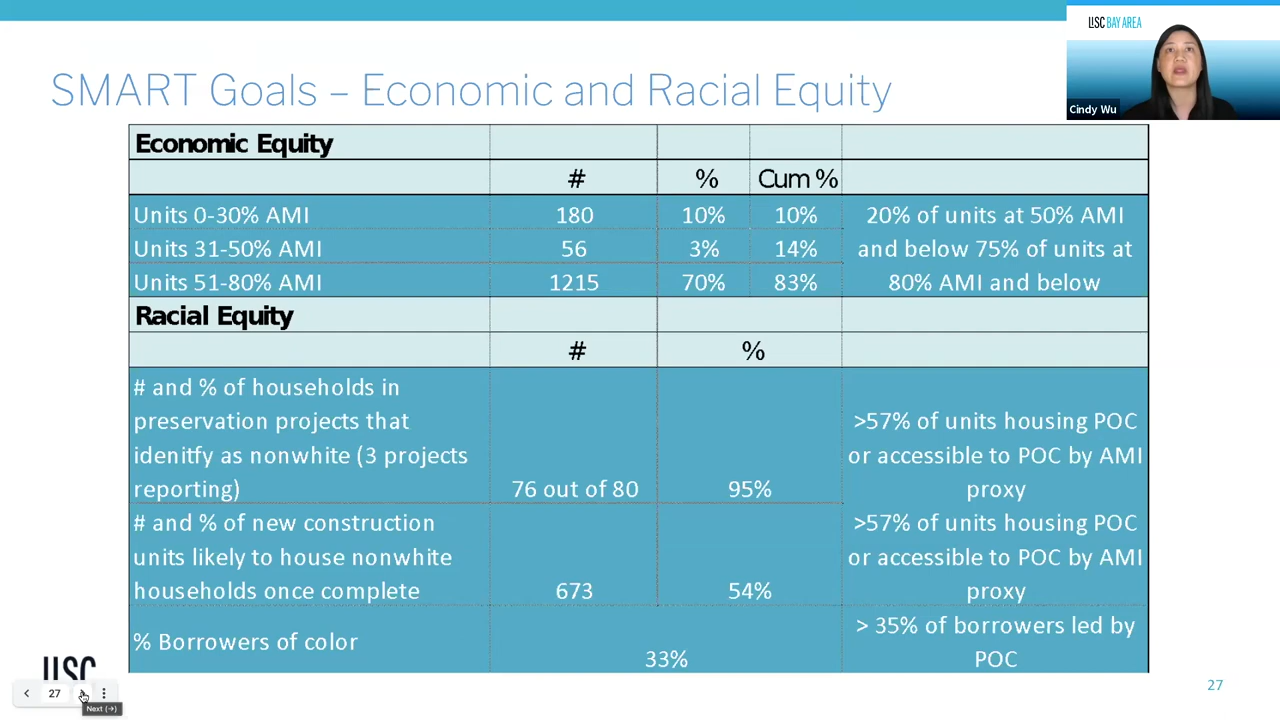 LISC BAY AREA
Cindy Wu
SMART Goals – Economic and Racial Equity
Economic Equity
# % Cum %
Units 0-30% AMI 180 10% 10% 20% of units at 50% AMI
Units 31-50% AMI 56 3% 14% and below 75% of units at
Units 51-80% AMI 1215 70% 83% 80% AMI and below
Racial Equity
# %
# and % of households in
preservation projects that >57% of units housing POC
idenitfy as nonwhite (3 projects or accessible to POC by AMI
reporting) 76 out of 80 95% proxy
# and % of new construction >57% of units housing POC
units likely to house nonwhite or accessible to POC by AMI
households once complete 673 54% proxy
% Borrowers of color 33% > 35% of borrowers led by
POC
LISC
27
Next (→)
27